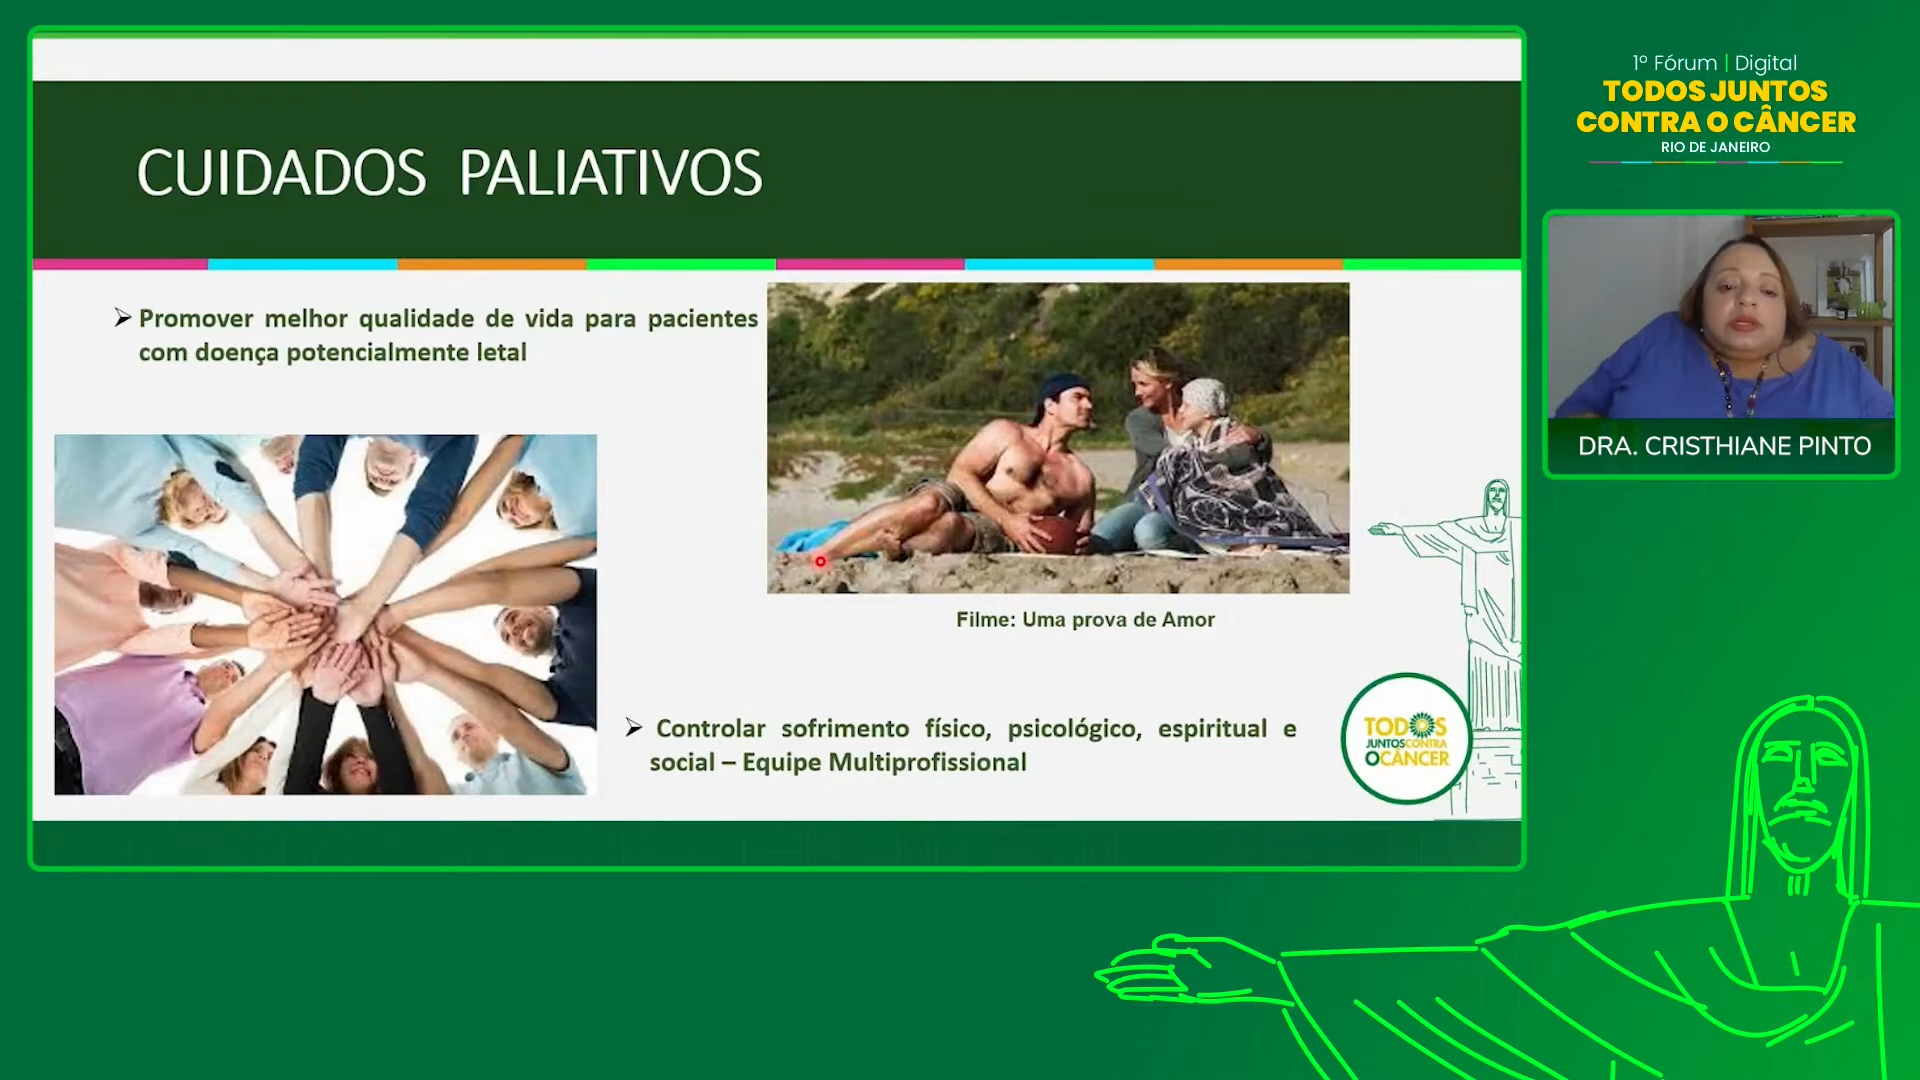 1º Fórum | Digital
TODOS JUNTOS
CONTRA O CÂNCER
RIO DE JANEIRO
CUIDADOS PALIATIVOS
Promover melhor qualidade de vida para pacientes
com doença potencialmente letal
Filme: Uma prova de Amor
Controlar sofrimento físico, psicológico, espiritual e
social – Equipe Multiprofissional
TODOS
JUNTOS CONTRA
O CÂNCER
DRA. CRISTHIANE PINTO